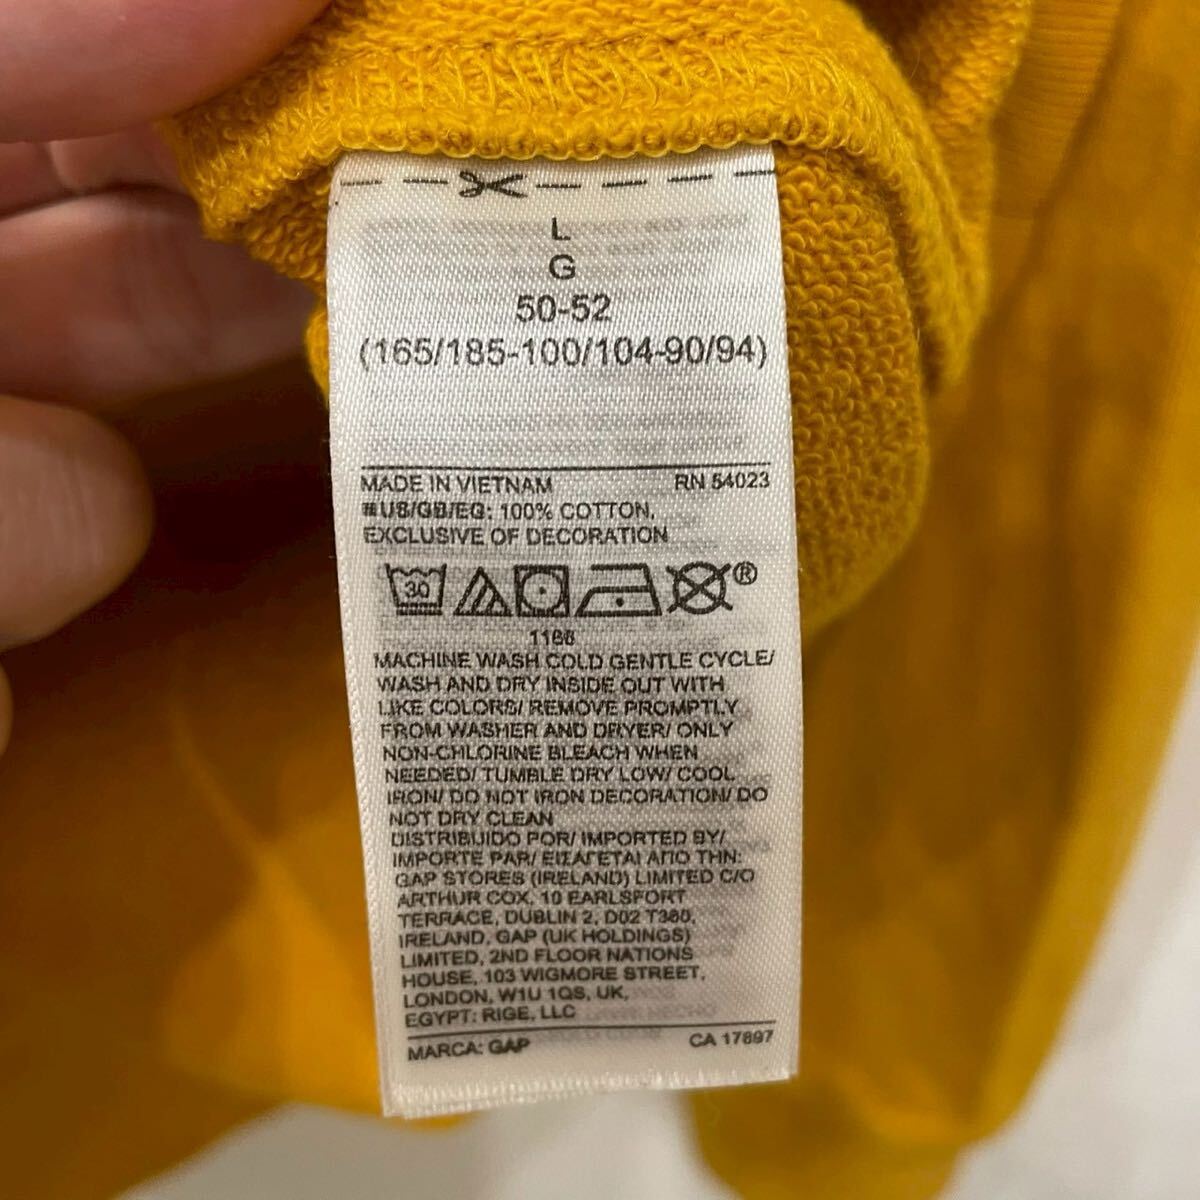 L
G
50-52
(165/185-100/104-90/94)
MADE IN VIETNAM RN 54023
#US/GB/EG: 100% COTTON,
EXCLUSIVE OF DECORATION
30
®
1166
MACHINE WASH COLD GENTLE CYCLE/
WASH AND DRY INSIDE OUT WITH
LIKE COLORS/ REMOVE PROMPTLY
FROM WASHER AND DRYER/ ONLY
NON-CHLORINE BLEACH WHEN
NEEDED/ TUMBLE DRY LOW/ COOL
IRON/ DO NOT IRON DECORATION/ DO
NOT DRY CLEAN
DISTRIBUIDO POR/ IMPORTED BY/
IMPORTE PAR/ ΕΙΣΑΓΕΤΑΙ ΑΠΟ ΤΗΝ:
GAP STORES (IRELAND) LIMITED C/O
ARTHUR COX, 10 EARLSFORT
TERRACE, DUBLIN 2, D02 T380,
IRELAND, GAP (UK HOLDINGS)
LIMITED, 2ND FLOOR NATIONS
HOUSE, 103 WIGMORE STREET,
LONDON, W1U 1QS, UK,
EGYPT: RIGE, LLC
MARCA: GAP CA 17897